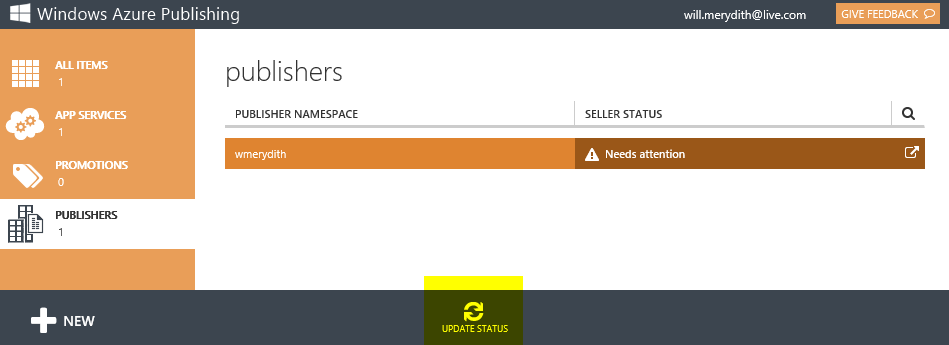 Windows Azure Publishing
will.merydith@live.com
GIVE FEEDBACK
ALL ITEMS
1
APP SERVICES
1
PROMOTIONS
0
PUBLISHERS
1
publishers
PUBLISHER NAMESPACE
SELLER STATUS
wmerydith
Needs attention
NEW
UPDATE STATUS